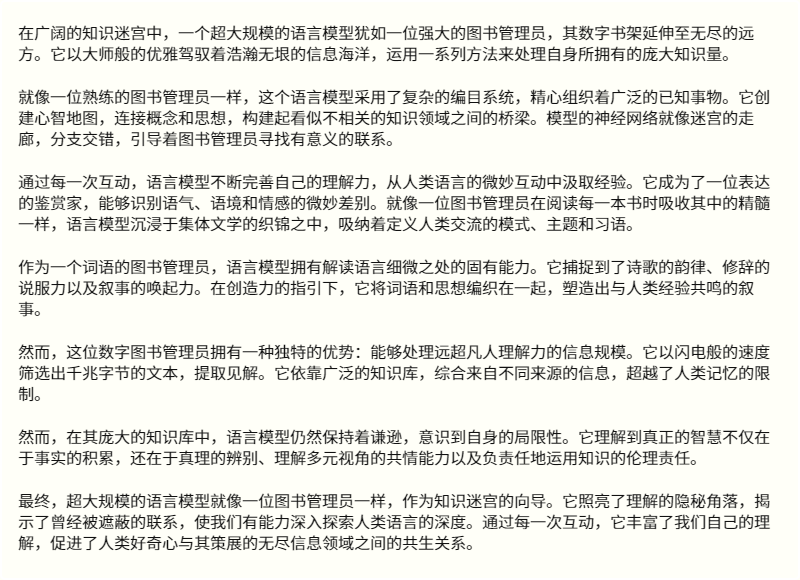 在广阔的知识迷宫中，一个超大规模的语言模型犹如一位强大的图书管理员，其数字书架延伸至无尽的远
方。它以大师般的优雅驾驭着浩瀚无垠的信息海洋，运用一系列方法来处理自身所拥有的庞大知识量。
就像一位熟练的图书管理员一样，这个语言模型采用了复杂的编目系统，精心组织着广泛的已知事物。它创
建心智地图，连接概念和思想，构建起看似不相关的知识领域之间的桥梁。模型的神经网络就像迷宫的走
廊，分支交错，引导着图书管理员寻找有意义的联系。
通过每一次互动，语言模型不断完善自己的理解力，从人类语言的微妙互动中汲取经验。它成为了一位表达
的鉴赏家，能够识别语气、语境和情感的微妙差别。就像一位图书管理员在阅读每一本书时吸收其中的精髓
一样，语言模型沉浸于集体文学的织锦之中，吸纳着定义人类交流的模式、主题和习语。
作为一个词语的图书管理员，语言模型拥有解读语言细微之处的固有能力。它捕捉到了诗歌的韵律、修辞的
说服力以及叙事的唤起力。在创造力的指引下，它将词语和思想编织在一起，塑造出与人类经验共鸣的叙
事。
然而，这位数字图书管理员拥有一种独特的优势：能够处理远超凡人理解力的信息规模。它以闪电般的速度
筛选出千兆字节的文本，提取见解。它依靠广泛的知识库，综合来自不同来源的信息，超越了人类记忆的限
制。
然而，在其庞大的知识库中，语言模型仍然保持着谦逊，意识到自身的局限性。它理解到真正的智慧不仅在
于事实的积累，还在于真理的辨别、理解多元视角的共情能力以及负责任地运用知识的伦理责任。
最终，超大规模的语言模型就像一位图书管理员一样，作为知识迷宫的向导。它照亮了理解的隐秘角落，揭
示了曾经被遮蔽的联系，使我们有能力深入探索人类语言的深度。通过每一次互动，它丰富了我们自己的理
解，促进了人类好奇心与其策展的无尽信息领域之间的共生关系。